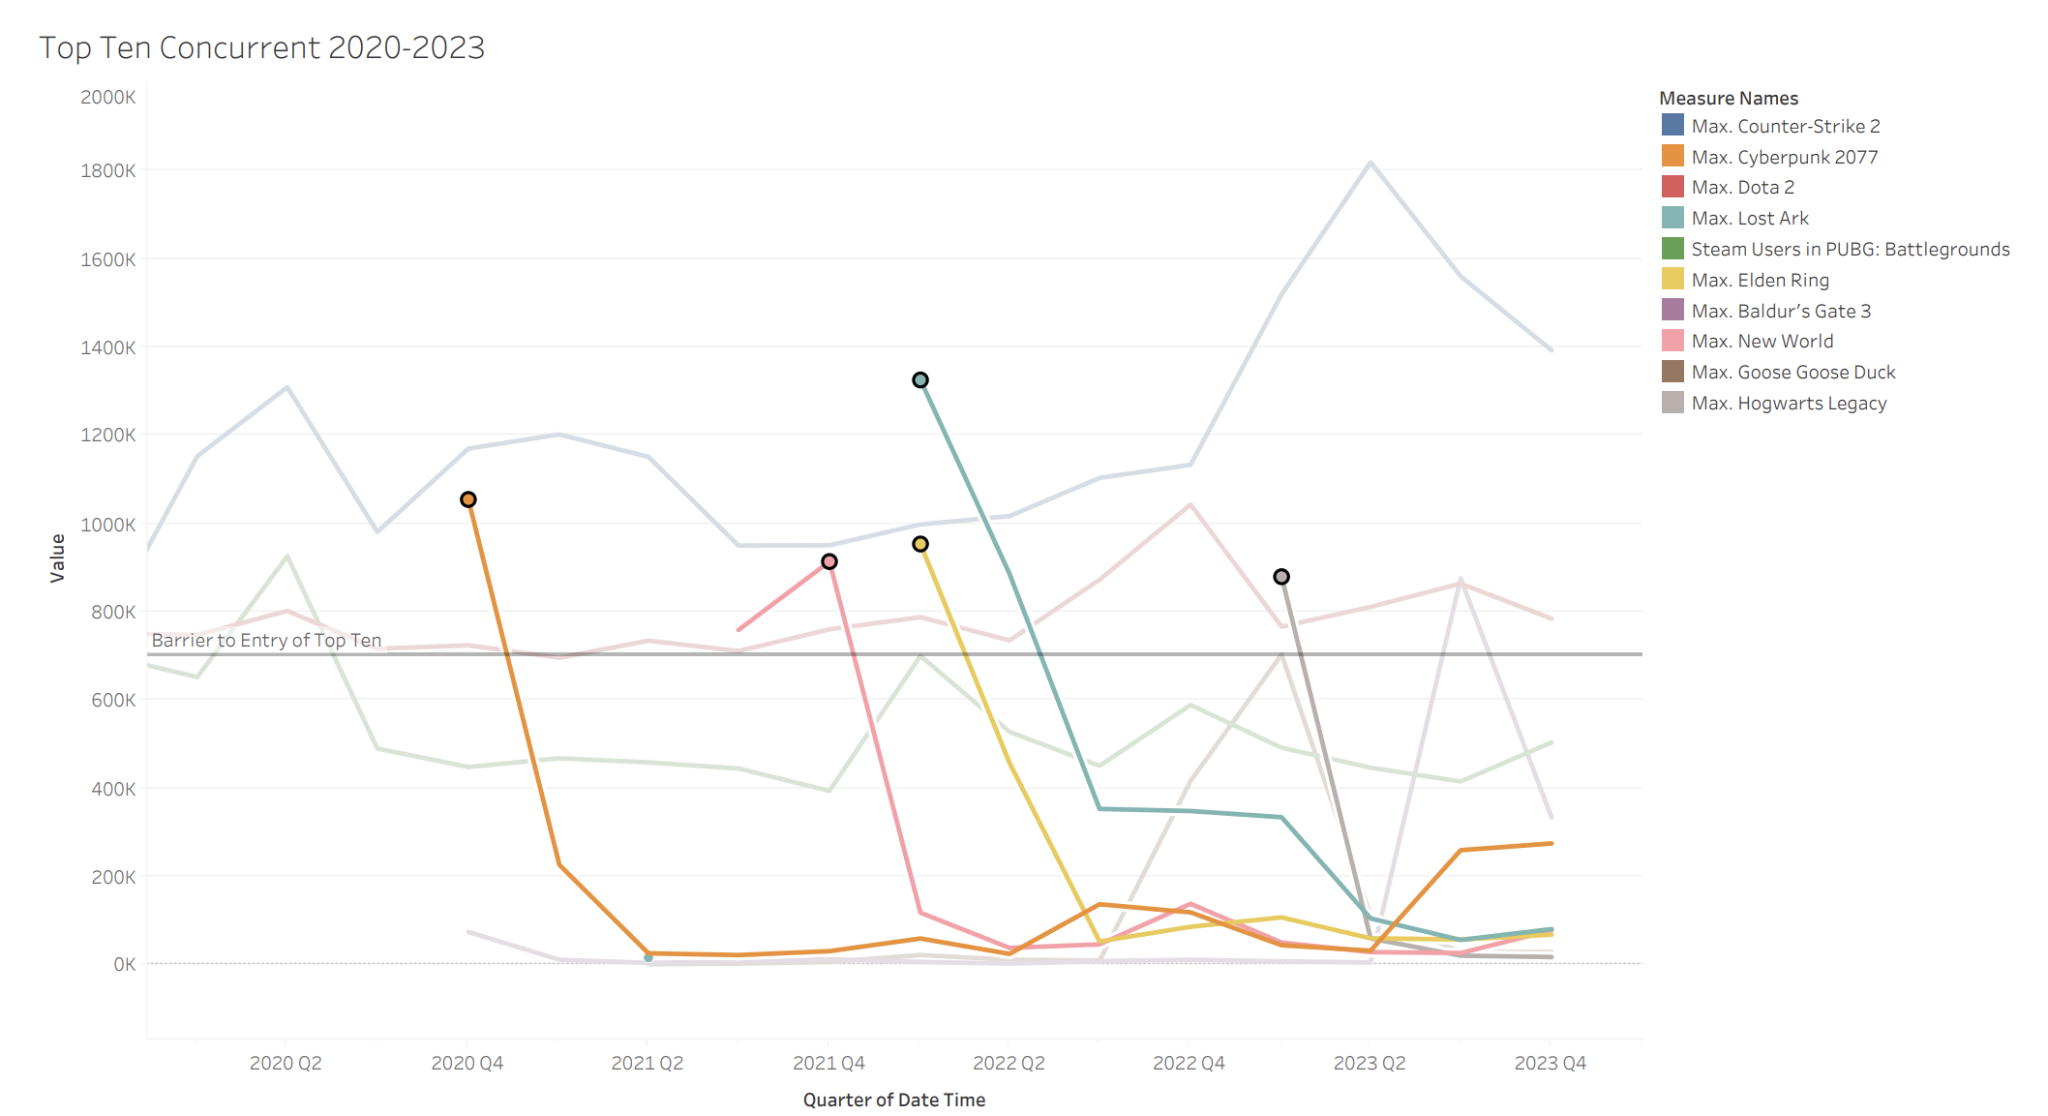 Top Ten Concurrent 2020-2023
2000K
1800K
1600K
1400K
1200K
1000K
800K
600K
400K
200K
0K
Value
Barrier to Entry of Top Ten
2020 Q2
2020 Q4
2021 Q2
2021 Q4
2022 Q2
2022 Q4
2023 Q2
2023 Q4
Quarter of Date Time
Measure Names
Max. Counter-Strike 2
Max. Cyberpunk 2077
Max. Dota 2
Max. Lost Ark
Steam Users in PUBG: Battlegrounds
Max. Elden Ring
Max. Baldur's Gate 3
Max. New World
Max. Goose Goose Duck
Max. Hogwarts Legacy